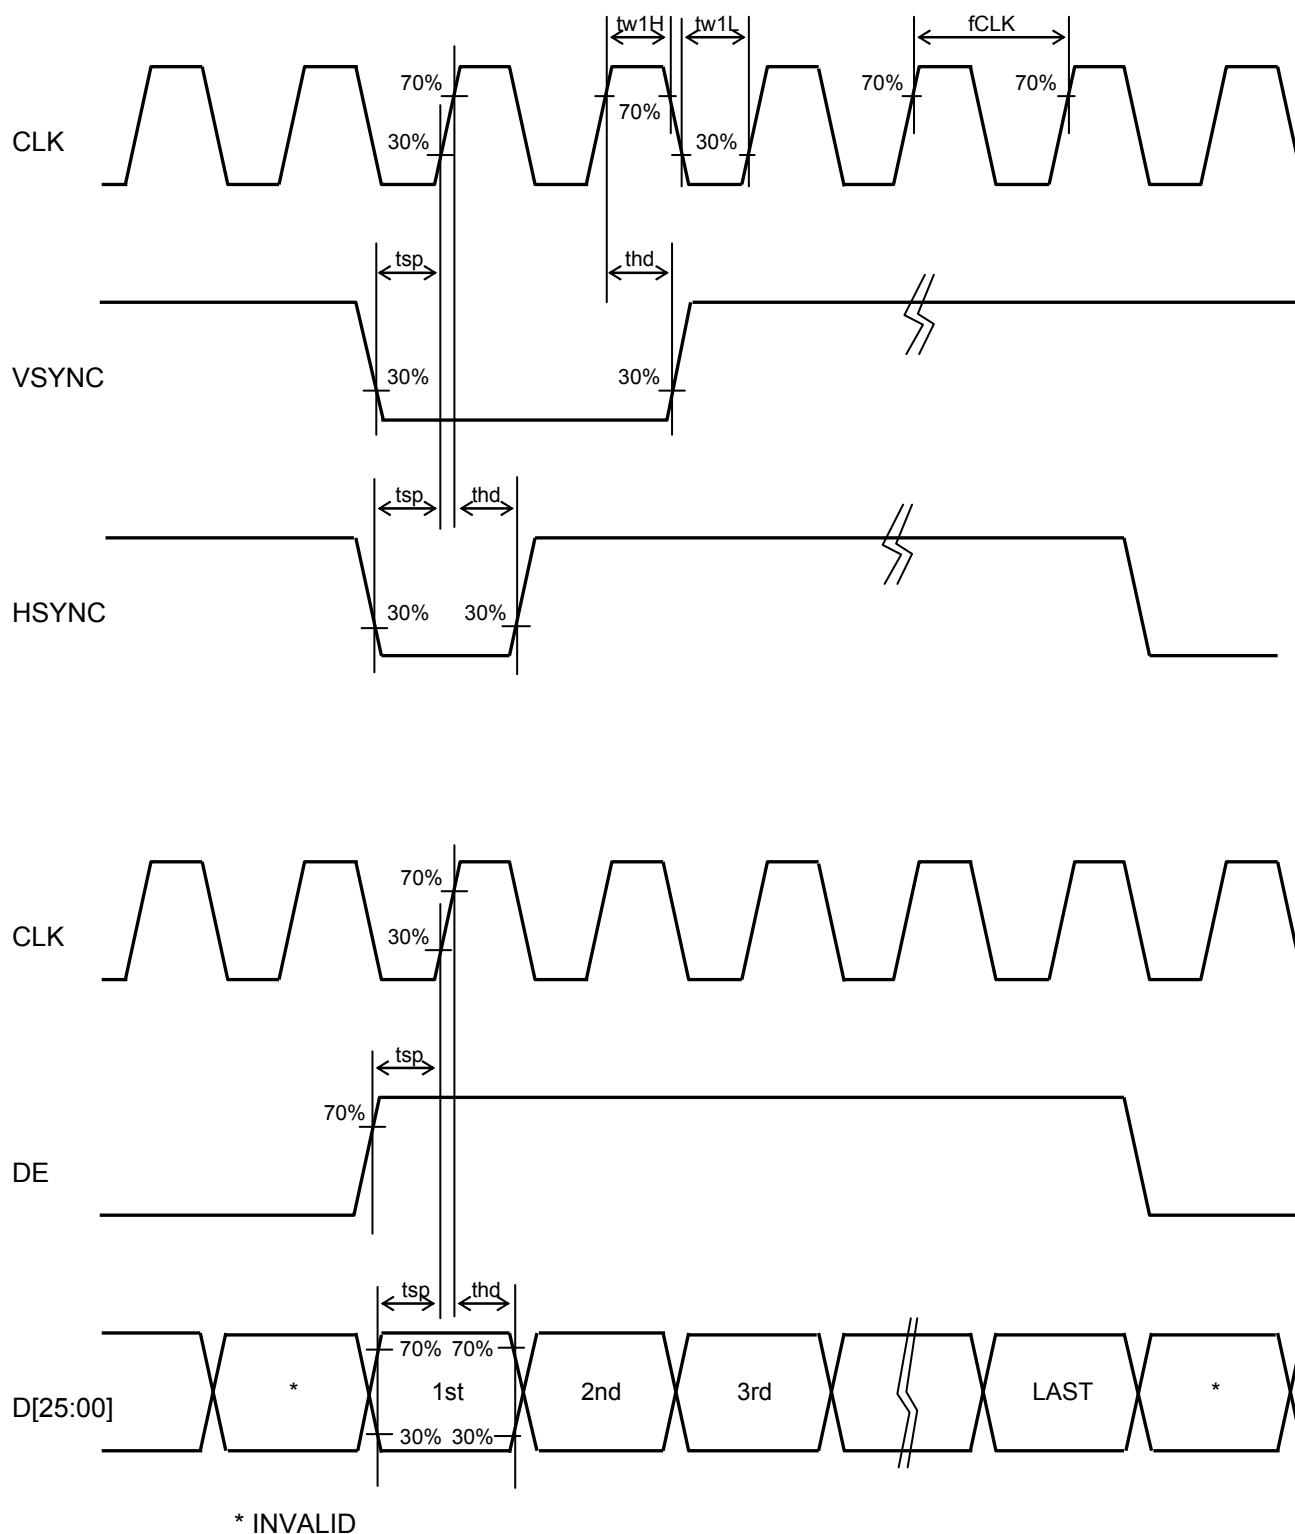 tw1H tw1L fCLK
70% 70% 70% 70%
CLK 30% 30%
tsp thd
VSYNC 30% 30%
tsp thd
HSYNC 30% 30%
70%
CLK 30%
tsp
70%
DE
tsp thd
70% 70%
* 1st 2nd 3rd LAST *
D[25:00]
30% 30%
* INVALID